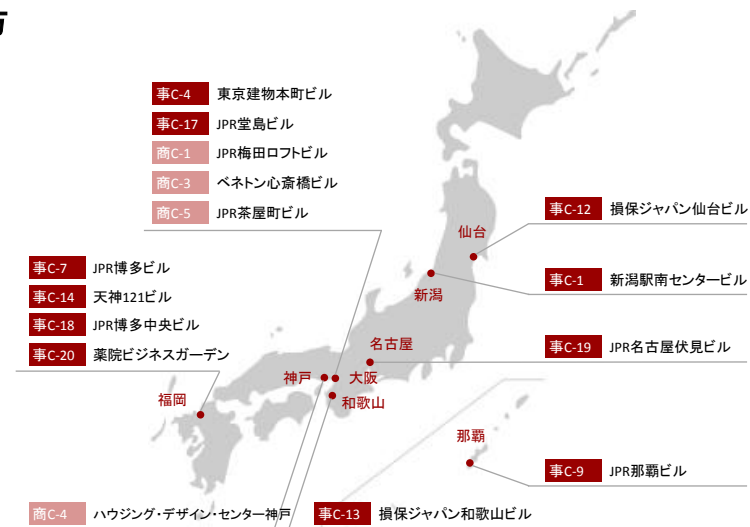 事C-4 東京建物本町ビル
事C-17 JPR堂島ビル
商C-1 JPR梅田ロフトビル
商C-3 ベネトン心斎橋ビル
商C-5 JPR茶屋町ビル
事C-12 損保ジャパン仙台ビル
仙台
事C-7 JPR博多ビル
事C-1 新潟駅南センタービル
事C-14 天神121ビル
新潟
事C-18 JPR博多中央ビル
名古屋
事C-19 JPR名古屋伏見ビル
事C-20 薬院ビジネスガーデン
神戸
大阪
福岡
和歌山
那覇
事C-9 JPR那覇ビル
商C-4 ハウジング・デザイン・センター神戸
事C-13 損保ジャパン和歌山ビル